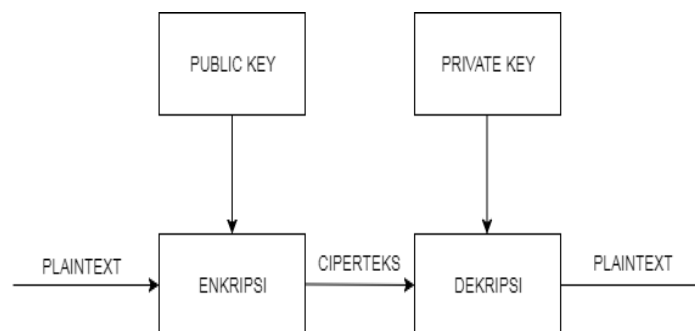 PUBLIC KEY
PRIVATE KEY
PLAINTEXT
ENKRIPSI
CIPERTEKS
DEKRIPSI
PLAINTEXT